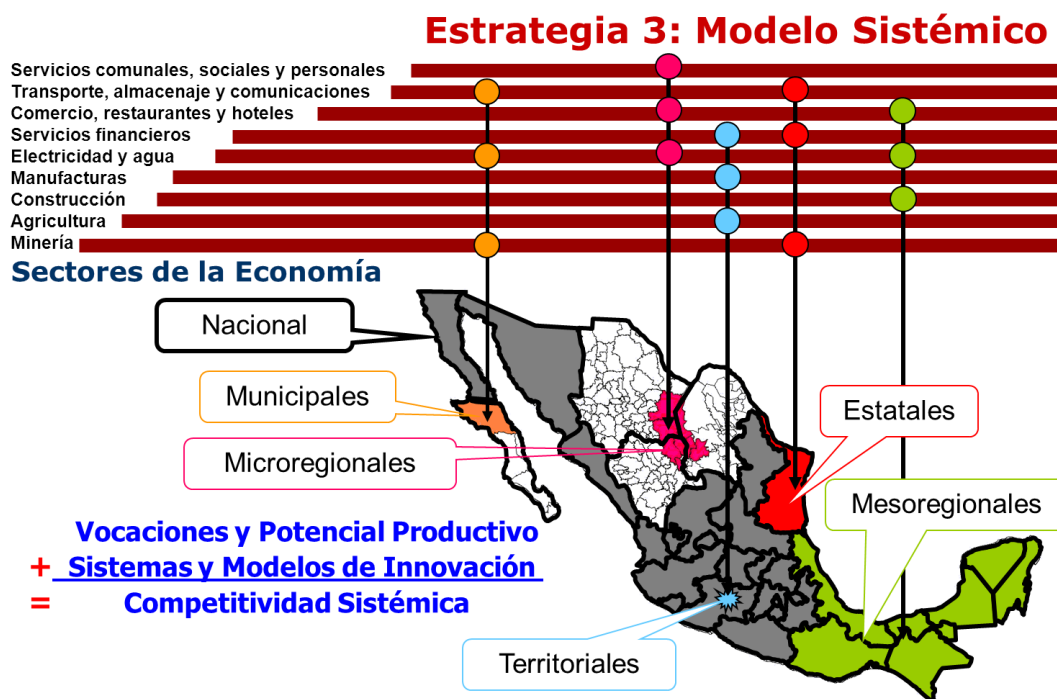 Estrategia 3: Modelo Sistémico
Servicios comunales, sociales y personales
Transporte, almacenaje y comunicaciones
Comercio, restaurantes y hoteles
Servicios financieros
Electricidad y agua
Manufacturas
Construcción
Agricultura
Minería
Sectores de la Economía
Nacional
Municipales
Estatales
Microregionales
Mesoregionales
Vocaciones y Potencial Productivo
+ Sistemas y Modelos de Innovación
= Competitividad Sistémica
Territoriales